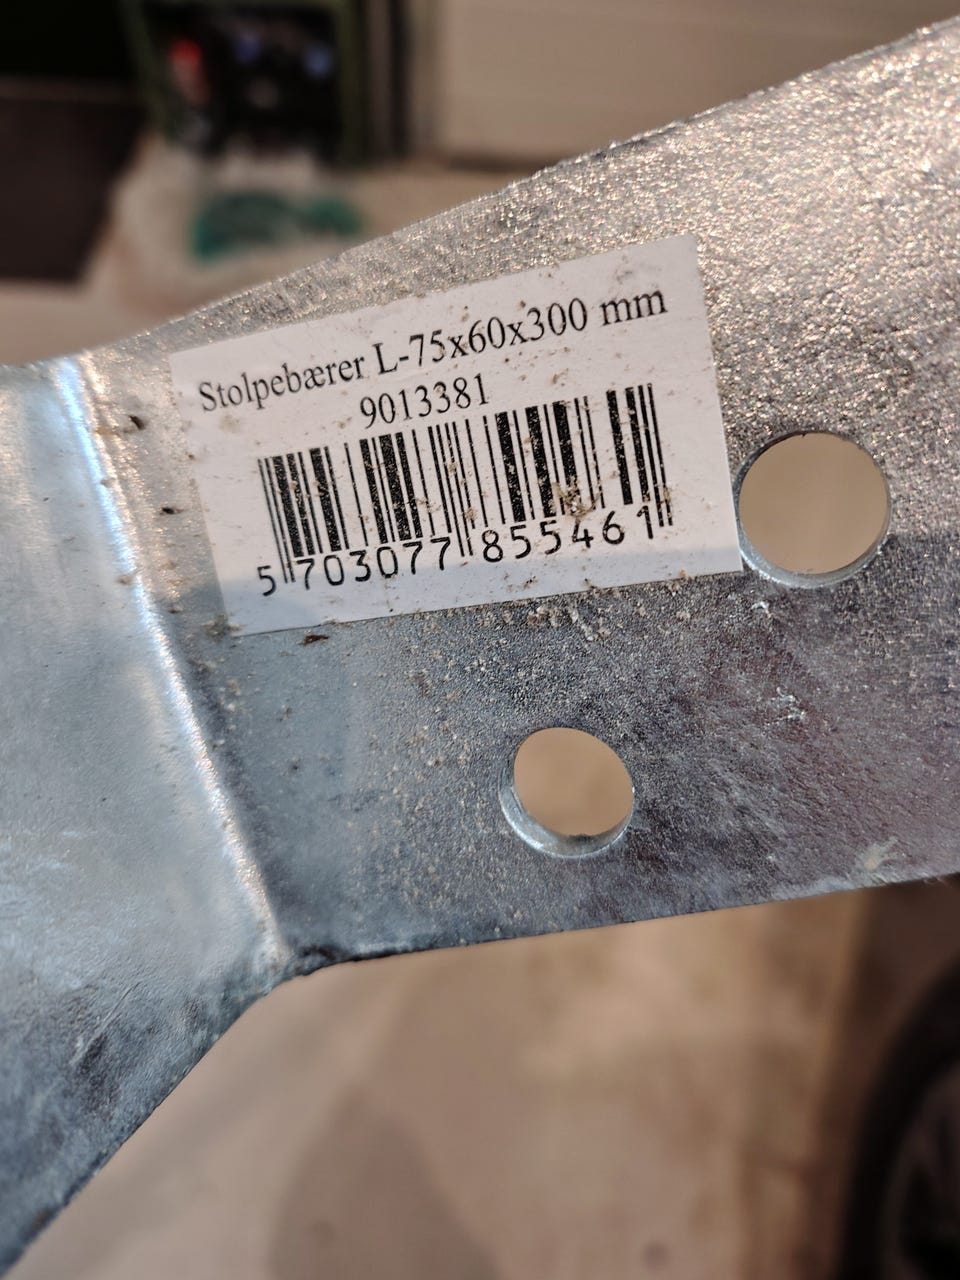 Stolpebærer L-75x60x300 mm
9013381
5 703077 855461